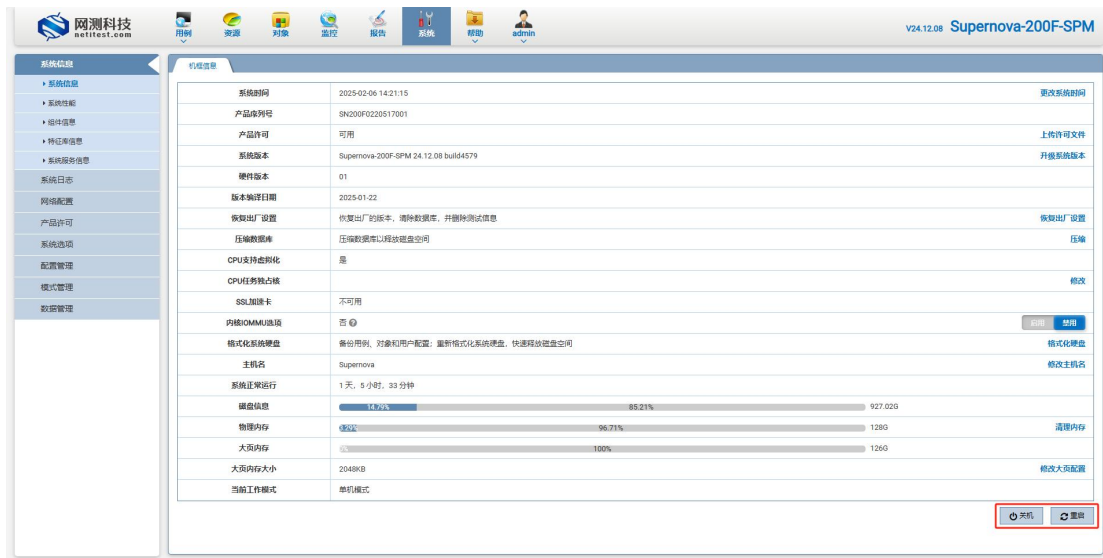 网测科技
netitest.com
用例
资源
对象
监控
报告
系统
帮助
admin
V24.12.08 Supernova-200F-SPM
系统信息
系统信息
系统性能
组件信息
特征库信息
系统服务信息
系统日志
网络配置
产品许可
系统选项
配置管理
模式管理
数据管理
机框信息
系统时间 2025-02-06 14:21:15 更改系统时间
产品序列号 SN200F0220517001
产品许可 可用 上传许可文件
系统版本 Supernova-200F-SPM 24.12.08 build4579 升级系统版本
硬件版本 01
版本编译日期 2025-01-22
恢复出厂设置 恢复出厂的版本，清除数据库，并删除测试信息 恢复出厂设置
压缩数据库 压缩数据库以释放磁盘空间 压缩
CPU支持虚拟化 是
CPU任务独占核 修改
SSL加速卡 不可用
内核IOMMU选项 否 启用 禁用
格式化系统硬盘 备份用例，对象和用户配置；重新格式化系统硬盘，快速释放磁盘空间 格式化硬盘
主机名 Supernova 修改主机名
系统正常运行 1天，5小时，33分钟
磁盘信息 14.79% 85.21% 927.02G
物理内存 3.29% 96.71% 128G 清理内存
大页内存 0% 100% 126G
大页内存大小 2048KB 修改大页配置
当前工作模式 单机模式
关机 重启